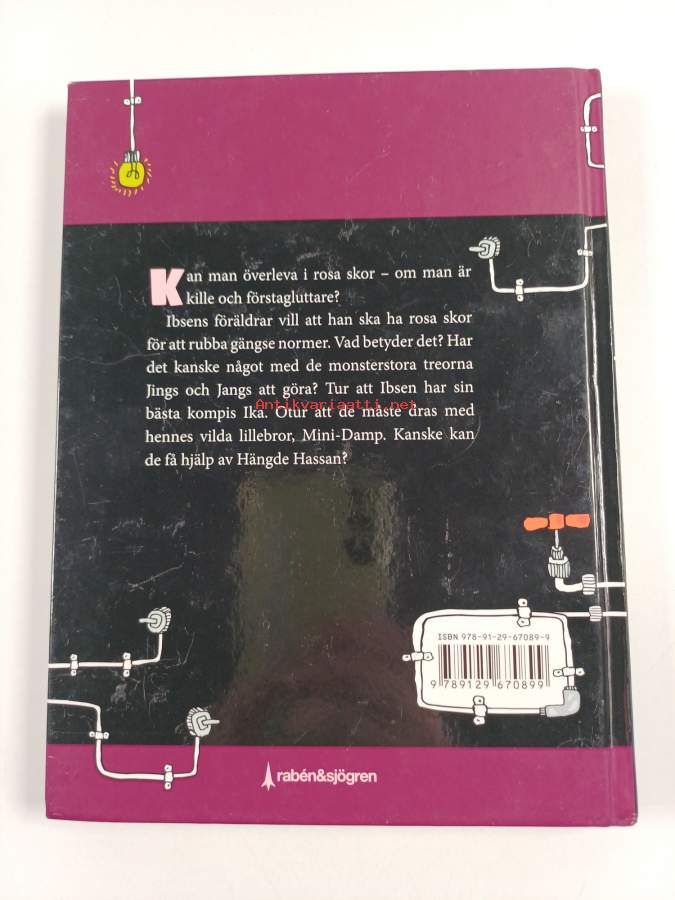 Kan man överleva i rosa skor – om man är
kille och förstagluttare?
Ibsens föräldrar vill att han ska ha rosa skor
för att rubba gängse normer. Vad betyder det? Har
det kanske något med de monsterstora treorna
Jings och Jangs att göra? Tur att Ibsen har sin
bästa kompis Ika. Otur att de måste dras med
Antikvariaatti.net
hennes vilda lillebror, Mini-Damp. Kanske kan
de få hjälp av Hängde Hassan?
ISBN 978-91-29-67089-9
9 789129 670899
rabén&sjögren